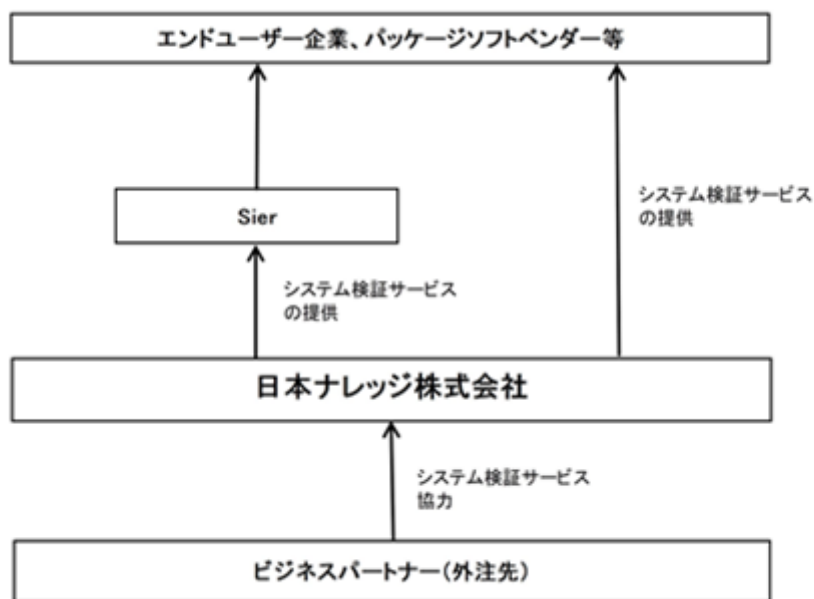 エンドユーザー企業、パッケージソフトベンダー等
システム検証サービス
の提供
Sier
システム検証サービス
の提供
日本ナレッジ株式会社
システム検証サービス
協力
ビジネスパートナー(外注先)